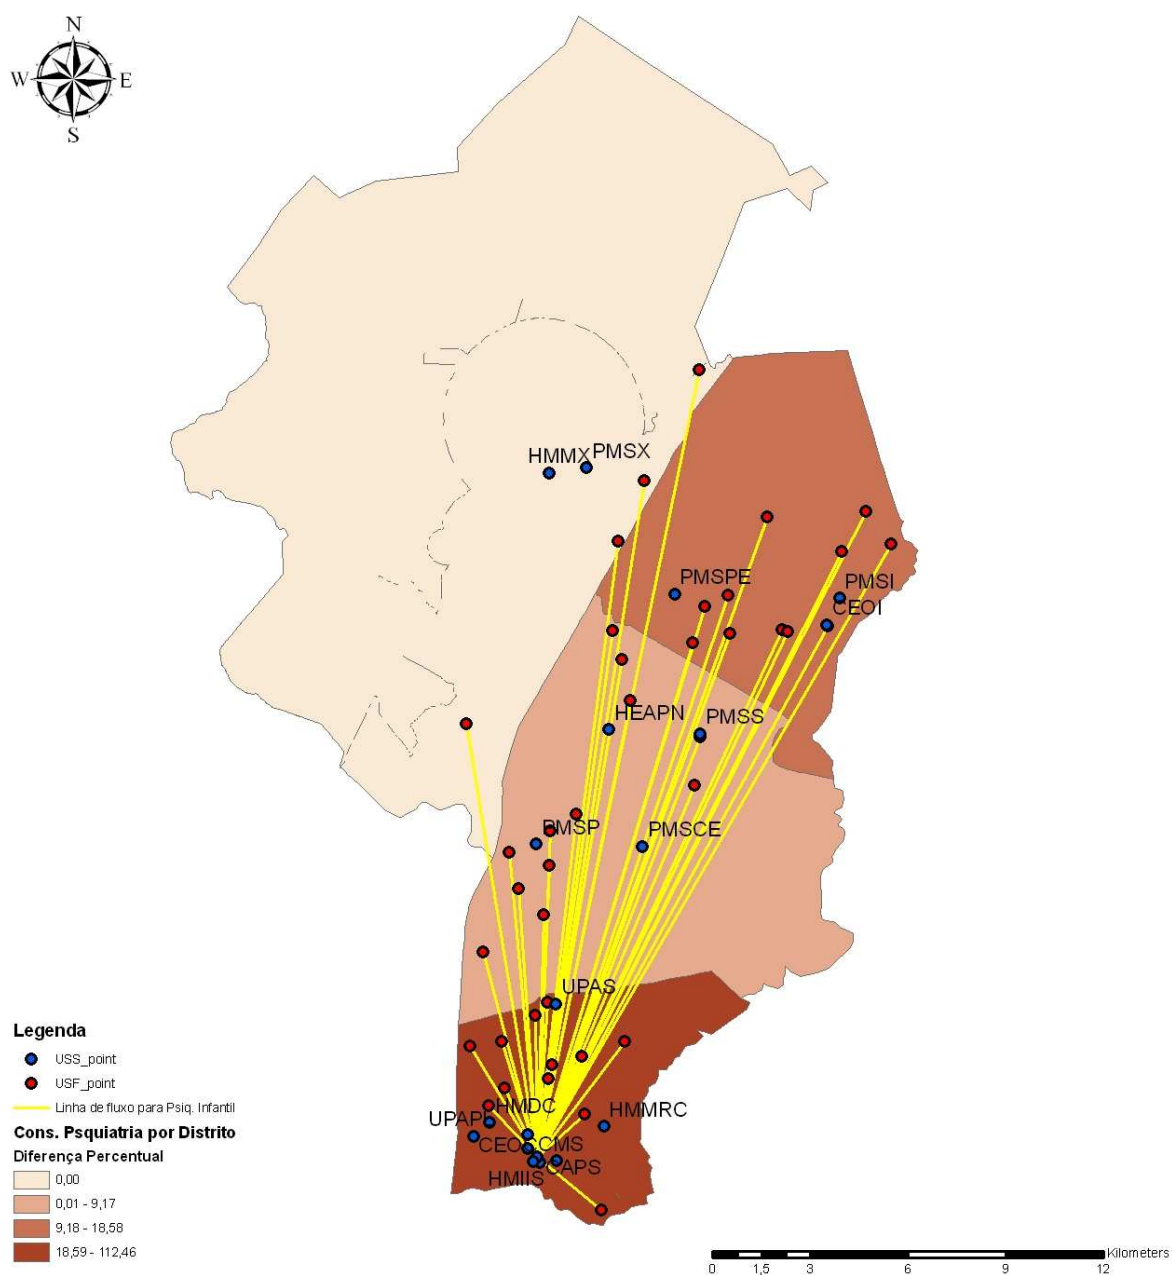 N
W E
S
HMMX PMSX
PMSPE
PMSI
CEOI
HEAPN PMSS
PMSP PMSCE
UPAS
HMDC
UPAPE HMMRC
CEOCCMS
HMIIS CAPS
Legenda
USS_point
USF_point
Linha de fluxo para Psiq. Infantil
Cons. Psquiatria por Distrito
Diferença Percentual
0,00
0,01 - 9,17
9,18 - 18,58
18,59 - 112,46
Kilometers
0 1,5 3 6 9 12